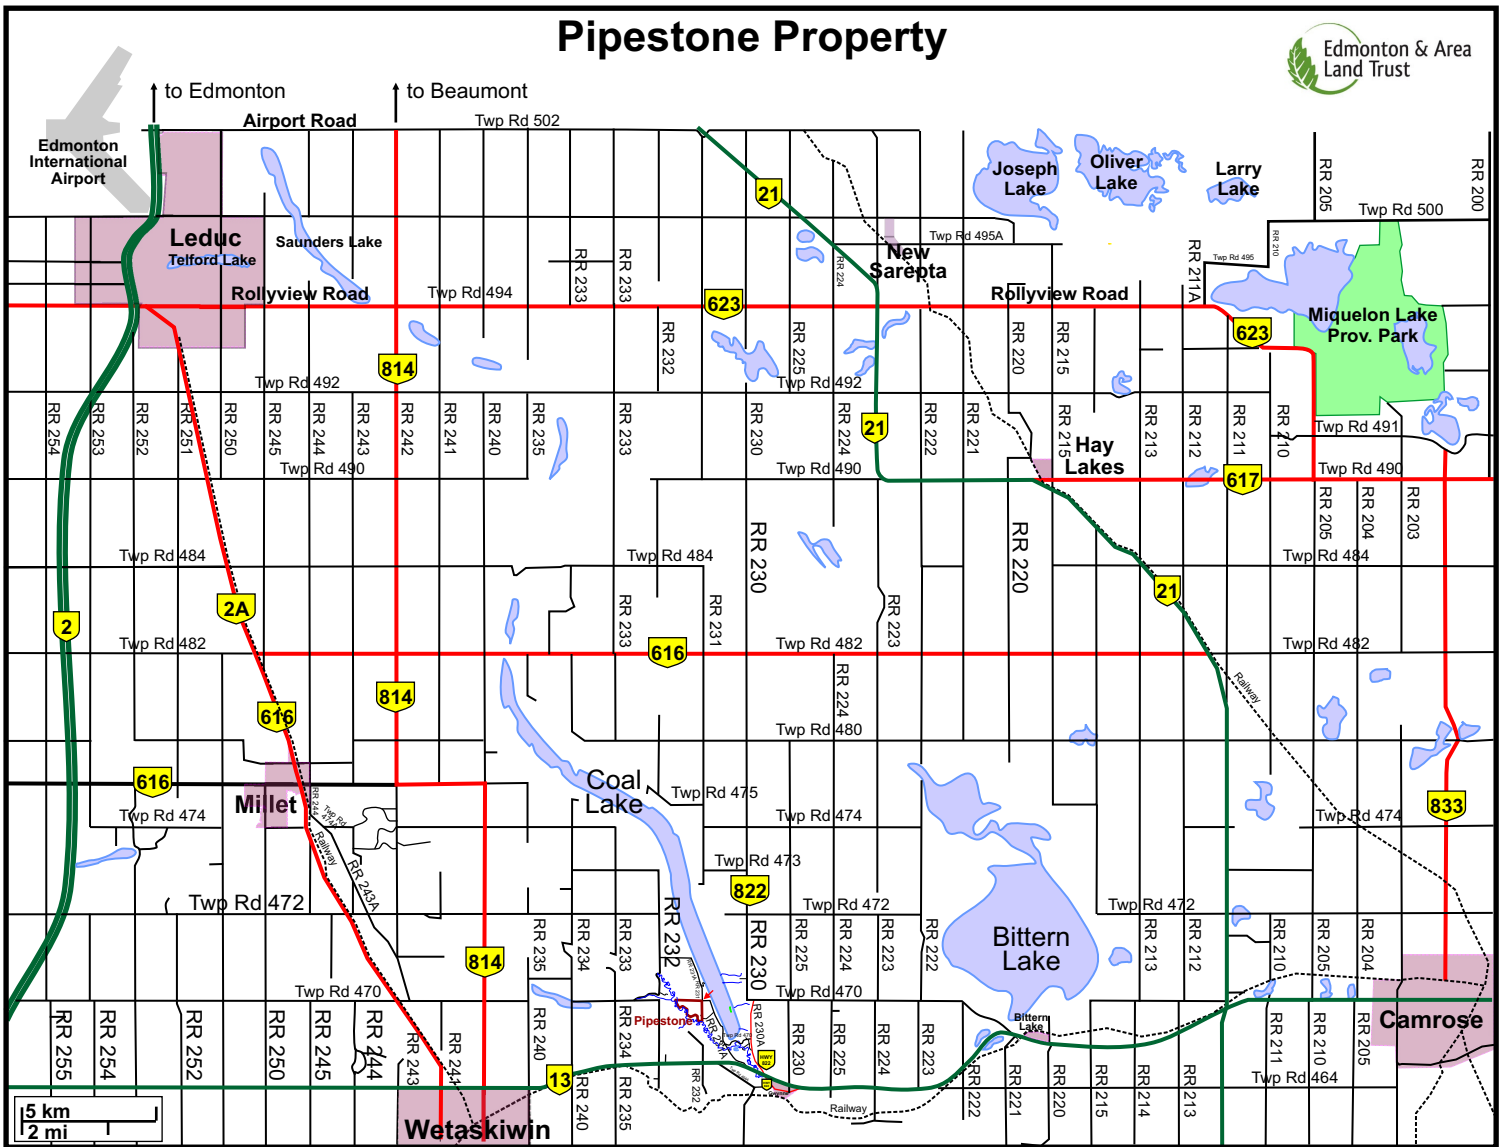 Pipestone Property
Edmonton & Area
Land Trust
to Edmonton
to Beaumont
Airport Road
Twp Rd 502
Edmonton
International
Airport
21
Joseph
Lake
Oliver
Lake
Larry
Lake
RR 205
RR 200
Twp Rd 500
Leduc
Telford Lake
Saunders Lake
RR 233
RR 233
RR 224
Twp Rd 495A
New
Sarepta
RR 211A
Twp Rd 495
RR 210
Rollyview Road
Twp Rd 494
623
Rollyview Road
623
Miquelon Lake
Prov. Park
814
RR 232
RR 225
RR 220
RR 215
Twp Rd 492
Twp Rd 492
RR 254
RR 253
RR 252
RR 251
RR 250
RR 245
RR 244
RR 243
RR 242
RR 241
RR 240
RR 235
RR 233
RR 230
RR 224
21
RR 222
RR 221
RR 215
Hay
Lakes
RR 213
RR 212
RR 211
RR 210
Twp Rd 491
Twp Rd 490
Twp Rd 490
617
Twp Rd 490
RR 205
RR 204
RR 203
RR 230
RR 220
Twp Rd 484
Twp Rd 484
Twp Rd 484
2
2A
RR 233
RR 231
RR 223
21
Twp Rd 482
616
Twp Rd 482
Twp Rd 482
Railway
814
616
RR 224
Twp Rd 480
616
Coal
Lake
Twp Rd 475
Millet
RR 244
Twp Rd
474A
Twp Rd 474
Twp Rd 474
Twp Rd 474
833
Railway
RR 243A
Twp Rd 473
822
Twp Rd 472
Twp Rd 472
Twp Rd 472
RR 232
RR 230
814
RR 235
RR 234
RR 233
RR 225
RR 224
RR 223
RR 222
Bittern
Lake
RR 213
RR 212
RR 210
RR 205
RR 204
Twp Rd 470
Twp Rd 470
Pipestone
RR 230A
HWY
822
Bittern
Lake
Camrose
RR 255
RR 254
RR 252
RR 250
RR 245
RR 244
RR 243
RR 241
RR 240
RR 234
RR 232
RR 230
RR 225
RR 224
RR 223
RR 211
RR 210
RR 205
13
RR 240
RR 235
RR 222
RR 221
RR 220
RR 215
RR 214
RR 213
Twp Rd 464
Railway
Wetaskiwin
5 km
2 mi